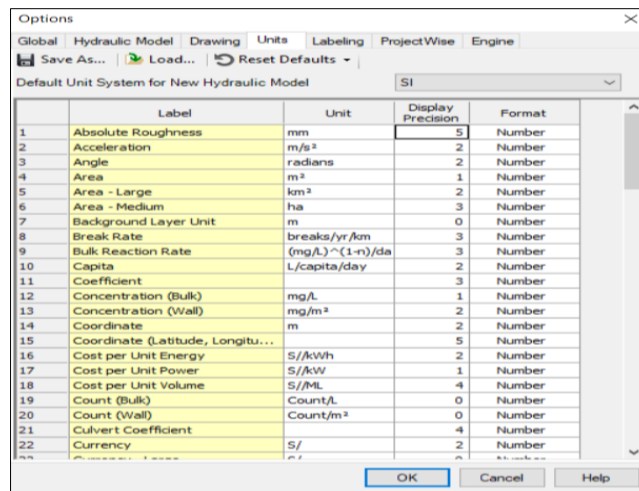 Options
Global Hydraulic Model Drawing Units Labeling ProjectWise Engine
Save As... Load... Reset Defaults
Default Unit System for New Hydraulic Model SI
Label Unit Display Precision Format
1 Absolute Roughness mm 5 Number
2 Acceleration m/s² 2 Number
3 Angle radians 2 Number
4 Area m² 1 Number
5 Area - Large km² 2 Number
6 Area - Medium ha 3 Number
7 Background Layer Unit m 0 Number
8 Break Rate breaks/yr/km 3 Number
9 Bulk Reaction Rate (mg/L)^(1-n)/da 3 Number
10 Capita L/capita/day 2 Number
11 Coefficient 3 Number
12 Concentration (Bulk) mg/L 1 Number
13 Concentration (Wall) mg/m² 2 Number
14 Coordinate m 2 Number
15 Coordinate (Latitude, Longitu... 5 Number
16 Cost per Unit Energy S//kWh 2 Number
17 Cost per Unit Power S//kW 1 Number
18 Cost per Unit Volume S//ML 4 Number
19 Count (Bulk) Count/L 0 Number
20 Count (Wall) Count/m² 0 Number
21 Culvert Coefficient 4 Number
22 Currency S/ 2 Number
OK Cancel Help